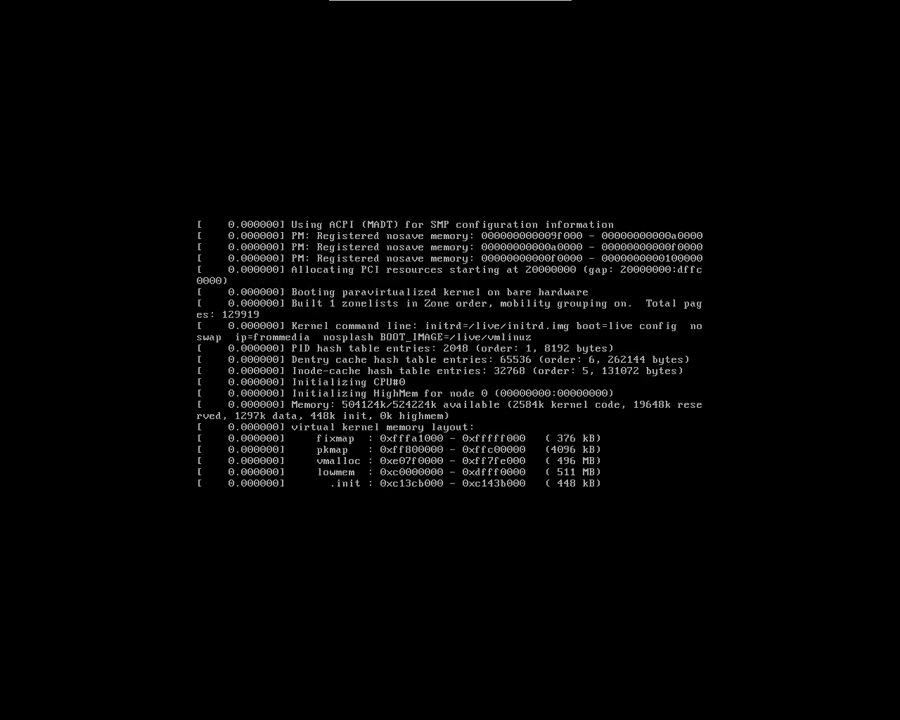 [    0.000000] Using ACPI (MADT) for SMP configuration information
[    0.000000] PM: Registered nosave memory: 000000000009f000 - 00000000000a0000
[    0.000000] PM: Registered nosave memory: 00000000000a0000 - 00000000000f0000
[    0.000000] PM: Registered nosave memory: 00000000000f0000 - 0000000000100000
[    0.000000] Allocating PCI resources starting at 20000000 (gap: 20000000:dffc
0000)
[    0.000000] Booting paravirtualized kernel on bare hardware
[    0.000000] Built 1 zonelists in Zone order, mobility grouping on.  Total pag
es: 129919
[    0.000000] Kernel command line: initrd=/live/initrd.img boot=live config  no
swap  ip=frommedia  nosplash BOOT_IMAGE=/live/vmlinuz
[    0.000000] PID hash table entries: 2048 (order: 1, 8192 bytes)
[    0.000000] Dentry cache hash table entries: 65536 (order: 6, 262144 bytes)
[    0.000000] Inode-cache hash table entries: 32768 (order: 5, 131072 bytes)
[    0.000000] Initializing CPU#0
[    0.000000] Initializing HighMem for node 0 (00000000:00000000)
[    0.000000] Memory: 504124k/524224k available (2584k kernel code, 19648k rese
rved, 1297k data, 448k init, 0k highmem)
[    0.000000] virtual kernel memory layout:
[    0.000000]     fixmap  : 0xfffa1000 - 0xfffff000   ( 376 kB)
[    0.000000]     pkmap   : 0xff800000 - 0xffc00000   (4096 kB)
[    0.000000]     vmalloc : 0xe07f0000 - 0xff7fe000   ( 496 MB)
[    0.000000]     lowmem  : 0xc0000000 - 0xdfff0000   ( 511 MB)
[    0.000000]       .init : 0xc13cb000 - 0xc143b000   ( 448 kB)